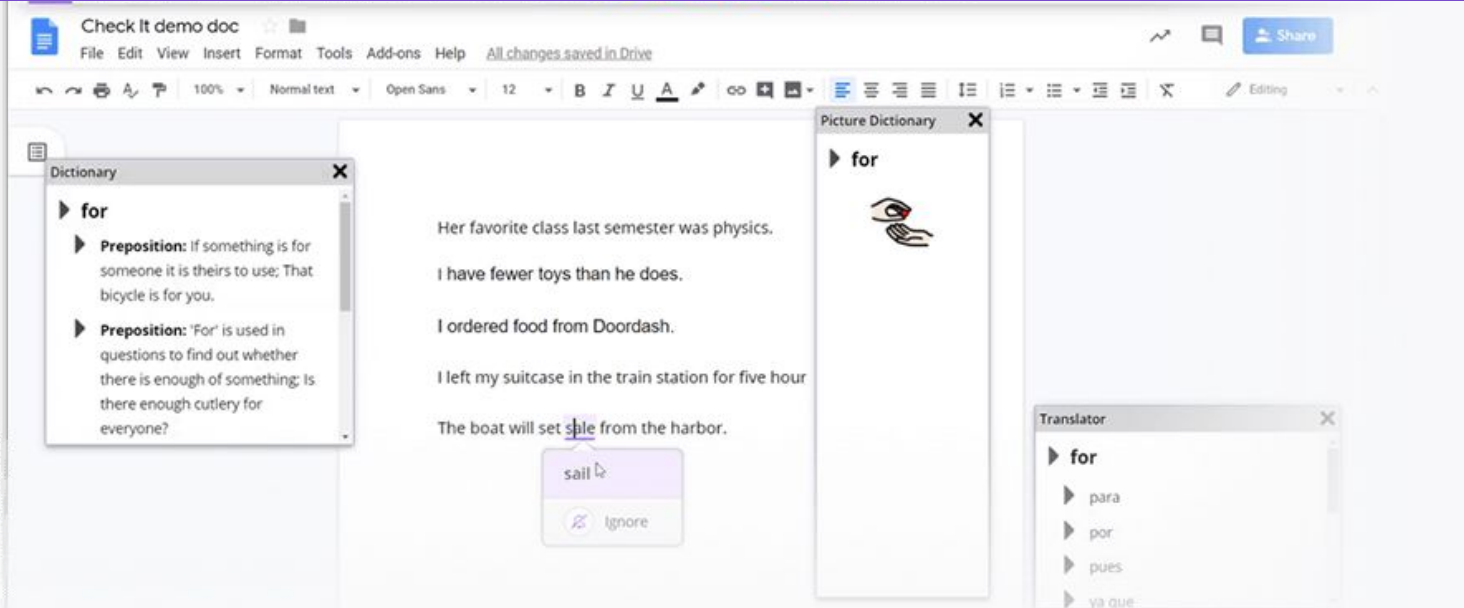 Check It demo doc
File Edit View Insert Format Tools Add-ons Help All changes saved in Drive
Share
100% Normal text Open Sans 12 B I U A Editing
Dictionary
for
Preposition: If something is for
someone it is theirs to use; That
bicycle is for you.
Preposition: 'For' is used in
questions to find out whether
there is enough of something; Is
there enough cutlery for
everyone?
Her favorite class last semester was physics.
I have fewer toys than he does.
I ordered food from Doordash.
I left my suitcase in the train station for five hour
The boat will set sale from the harbor.
sail
Ignore
Picture Dictionary
for
Translator
for
para
por
pues
ya que